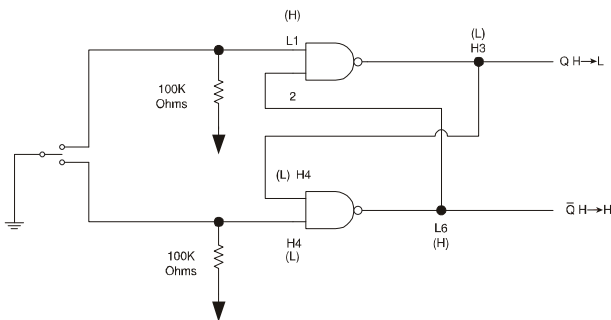 (H)
L1
(L)
H3
Q H→L
100K
Ohms
2
(L) H4
H4
(L)
Q̅ H→H
L6
(H)
100K
Ohms